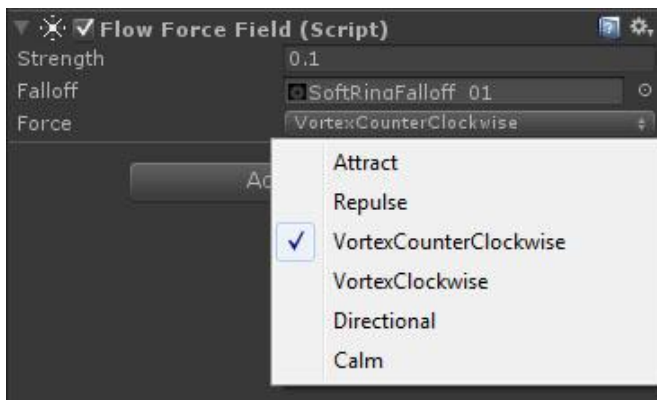 Flow Force Field (Script)
Strength 0.1
Falloff SoftRingFalloff_01
Force VortexCounterClockwise
Attract
Repulse
VortexCounterClockwise
VortexClockwise
Directional
Calm